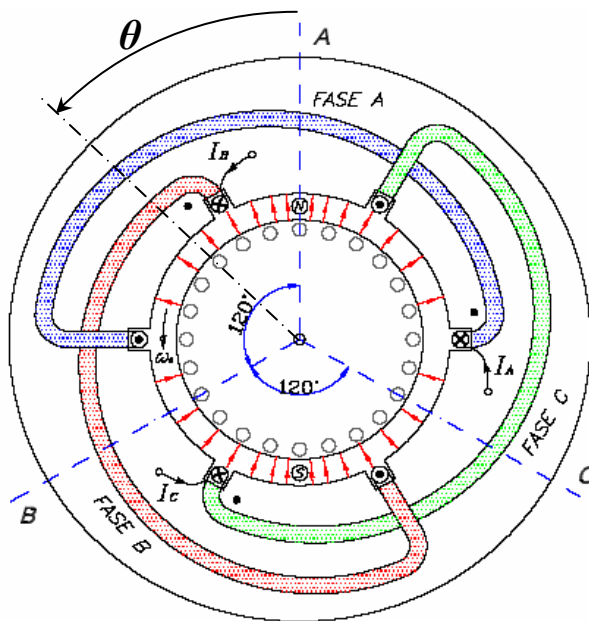 θ
A
FASE A
I_B
N
120°
120°
ω_s
I_A
FASE C
I_C
S
C
B
FASE B